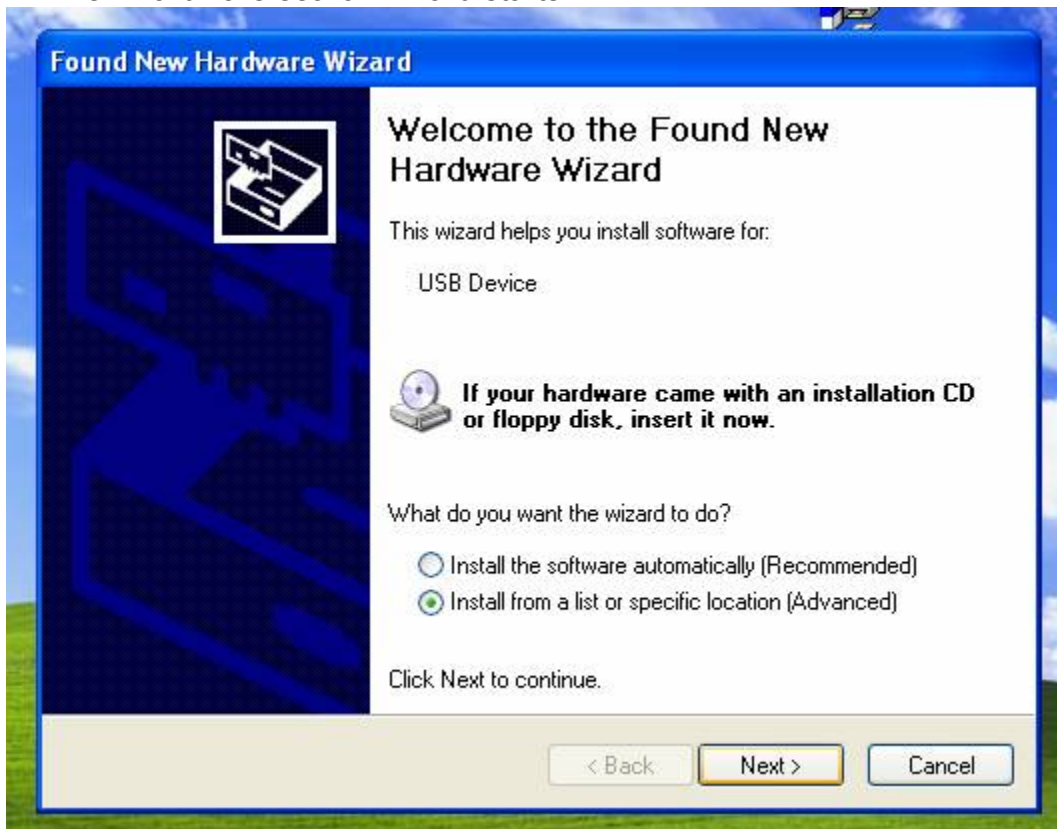 Found New Hardware Wizard
Welcome to the Found New
Hardware Wizard
This wizard helps you install software for:
USB Device
If your hardware came with an installation CD
or floppy disk, insert it now.
What do you want the wizard to do?
Install the software automatically (Recommended)
Install from a list or specific location (Advanced)
Click Next to continue.
< Back
Next >
Cancel